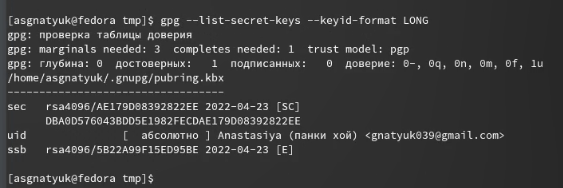 [asgnatyuk@fedora tmp]$ gpg --list-secret-keys --keyid-format LONG
gpg: проверка таблицы доверия
gpg: marginals needed: 3  completes needed: 1  trust model: pgp
gpg: глубина: 0  достоверных:   1  подписанных:   0  доверие: 0-, 0q, 0n, 0m, 0f, 1u
/home/asgnatyuk/.gnupg/pubring.kbx
----------------------------------
sec   rsa4096/AE179D08392822EE 2022-04-23 [SC]
      DBA0D576043BDD5E1982FECDAE179D08392822EE
uid               [  абсолютно ] Anastasiya (панки хой) <gnatyuk039@gmail.com>
ssb   rsa4096/5B22A99F15ED95BE 2022-04-23 [E]
[asgnatyuk@fedora tmp]$